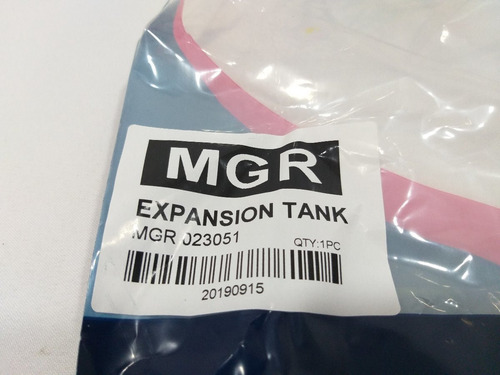 MGR
EXPANSION TANK
MGR 023051 QTY:1PC
20190915